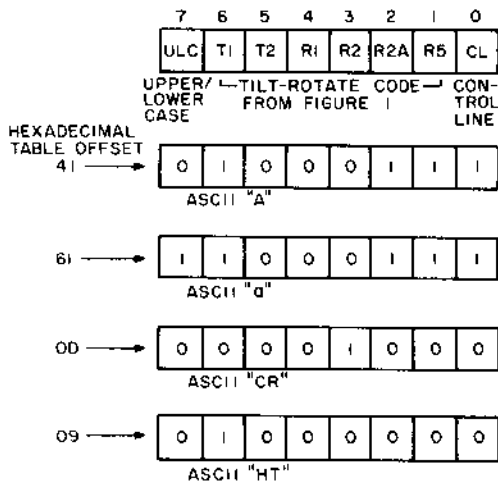 7 6 5 4 3 2 1 0
ULC T1 T2 R1 R2 R2A R5 CL
UPPER/ LOWER CASE
TILT-ROTATE CODE FROM FIGURE 1
CON- TROL LINE
HEXADECIMAL TABLE OFFSET
41 0 1 0 0 0 1 1 1
ASCII "A"
61 1 1 0 0 0 1 1 1
ASCII "a"
0D 0 0 0 0 1 0 0 0
ASCII "CR"
09 0 1 0 0 0 0 0 0
ASCII "HT"